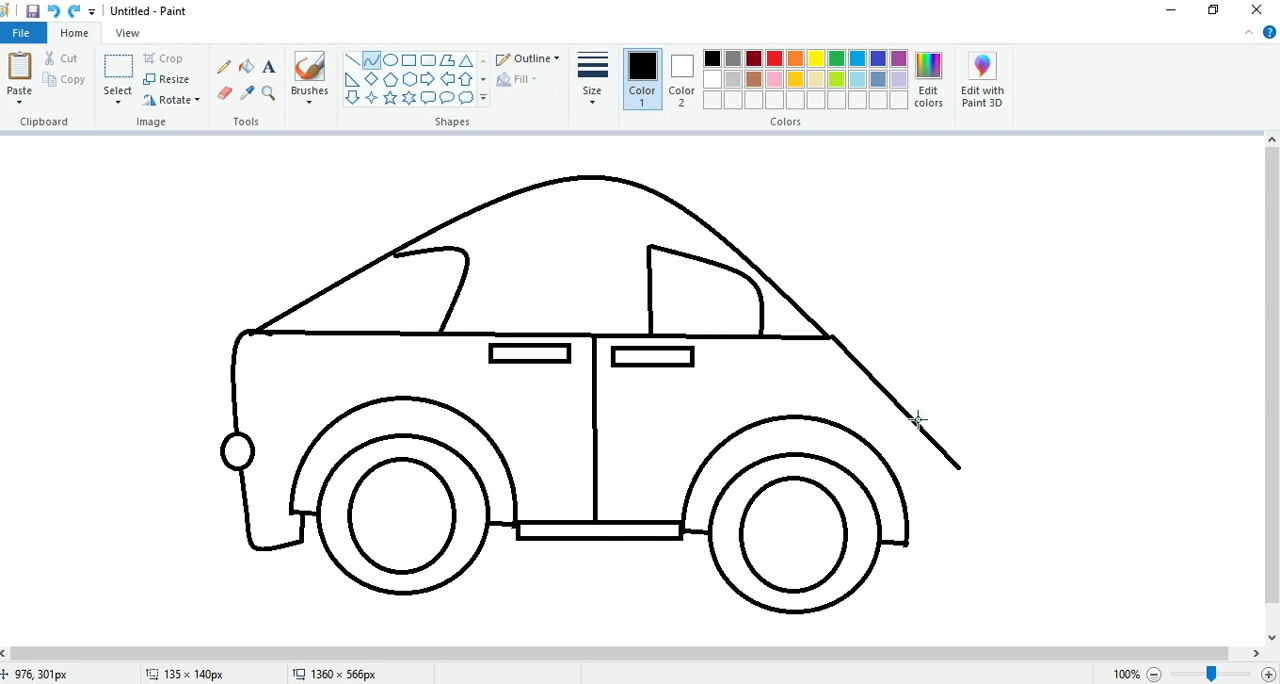 Untitled - Paint
File Home View
Paste
Cut
Copy
Clipboard
Select
Crop
Resize
Rotate
Image
A
Tools
Brushes
Outline
Fill
Shapes
Size
Color 1
Color 2
Edit colors
Colors
Edit with Paint 3D
976, 301px 135 × 140px 1360 × 566px 100%